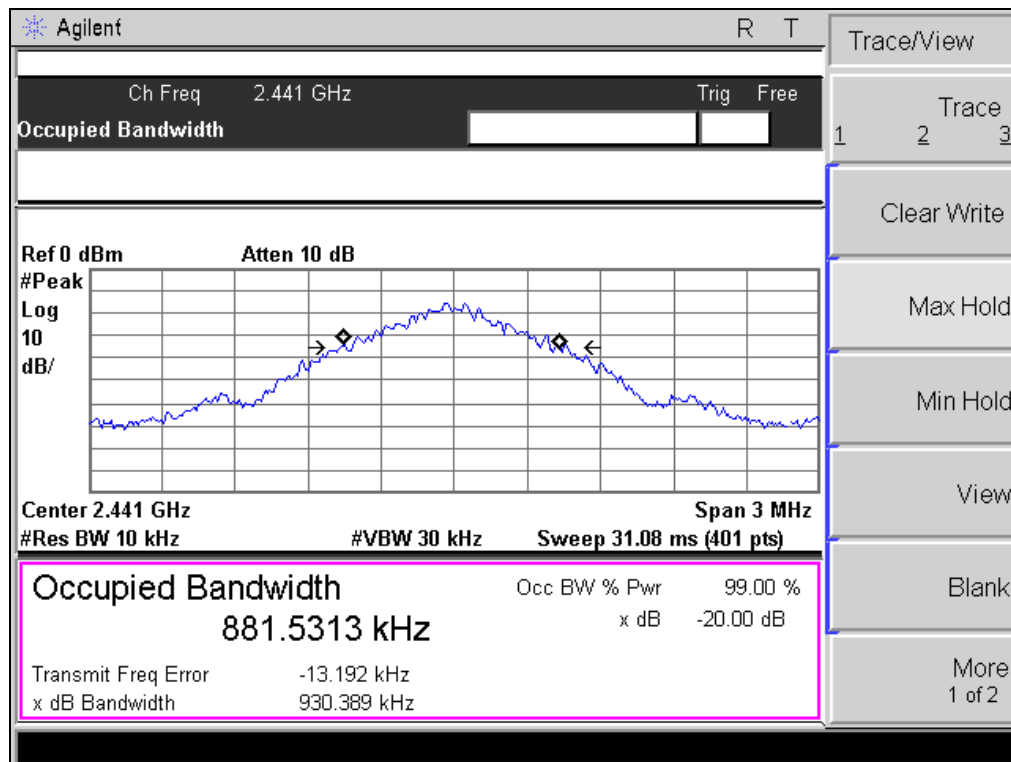 Agilent R T
Trace/View
Ch Freq 2.441 GHz Trig Free
Occupied Bandwidth
Trace
1 2 3
Clear Write
Max Hold
Min Hold
View
Blank
More
1 of 2
Ref 0 dBm Atten 10 dB
#Peak
Log
10
dB/
Center 2.441 GHz Span 3 MHz
#Res BW 10 kHz #VBW 30 kHz Sweep 31.08 ms (401 pts)
Occupied Bandwidth Occ BW % Pwr 99.00 %
881.5313 kHz x dB -20.00 dB
Transmit Freq Error -13.192 kHz
x dB Bandwidth 930.389 kHz